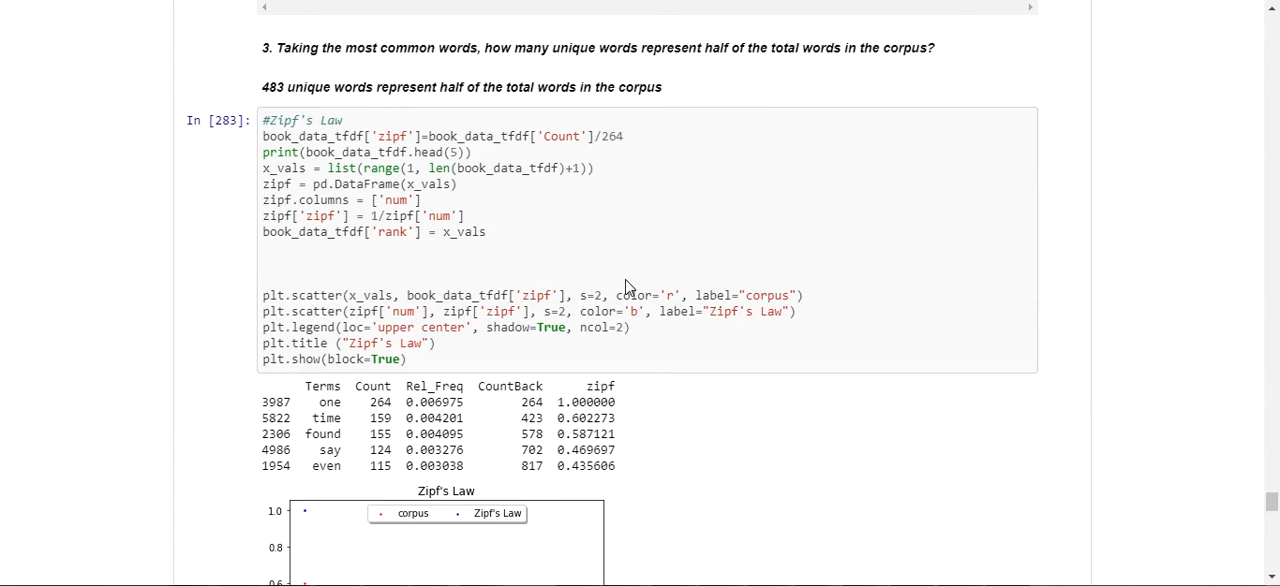 3. Taking the most common words, how many unique words represent half of the total words in the corpus?
483 unique words represent half of the total words in the corpus
In [283]:
#Zipf's Law
book_data_tfdf['zipf']=book_data_tfdf['Count']/264
print(book_data_tfdf.head(5))
x_vals = list(range(1, len(book_data_tfdf)+1))
zipf = pd.DataFrame(x_vals)
zipf.columns = ['num']
zipf['zipf'] = 1/zipf['num']
book_data_tfdf['rank'] = x_vals
plt.scatter(x_vals, book_data_tfdf['zipf'], s=2, color='r', label="corpus")
plt.scatter(zipf['num'], zipf['zipf'], s=2, color='b', label="Zipf's Law")
plt.legend(loc='upper center', shadow=True, ncol=2)
plt.title ("Zipf's Law")
plt.show(block=True)
Terms Count Rel_Freq CountBack zipf
3987 one 264 0.006975 264 1.000000
5822 time 159 0.004201 423 0.602273
2306 found 155 0.004095 578 0.587121
4986 say 124 0.003276 702 0.469697
1954 even 115 0.003038 817 0.435606
Zipf's Law
1.0
corpus Zipf's Law
0.8
0.6